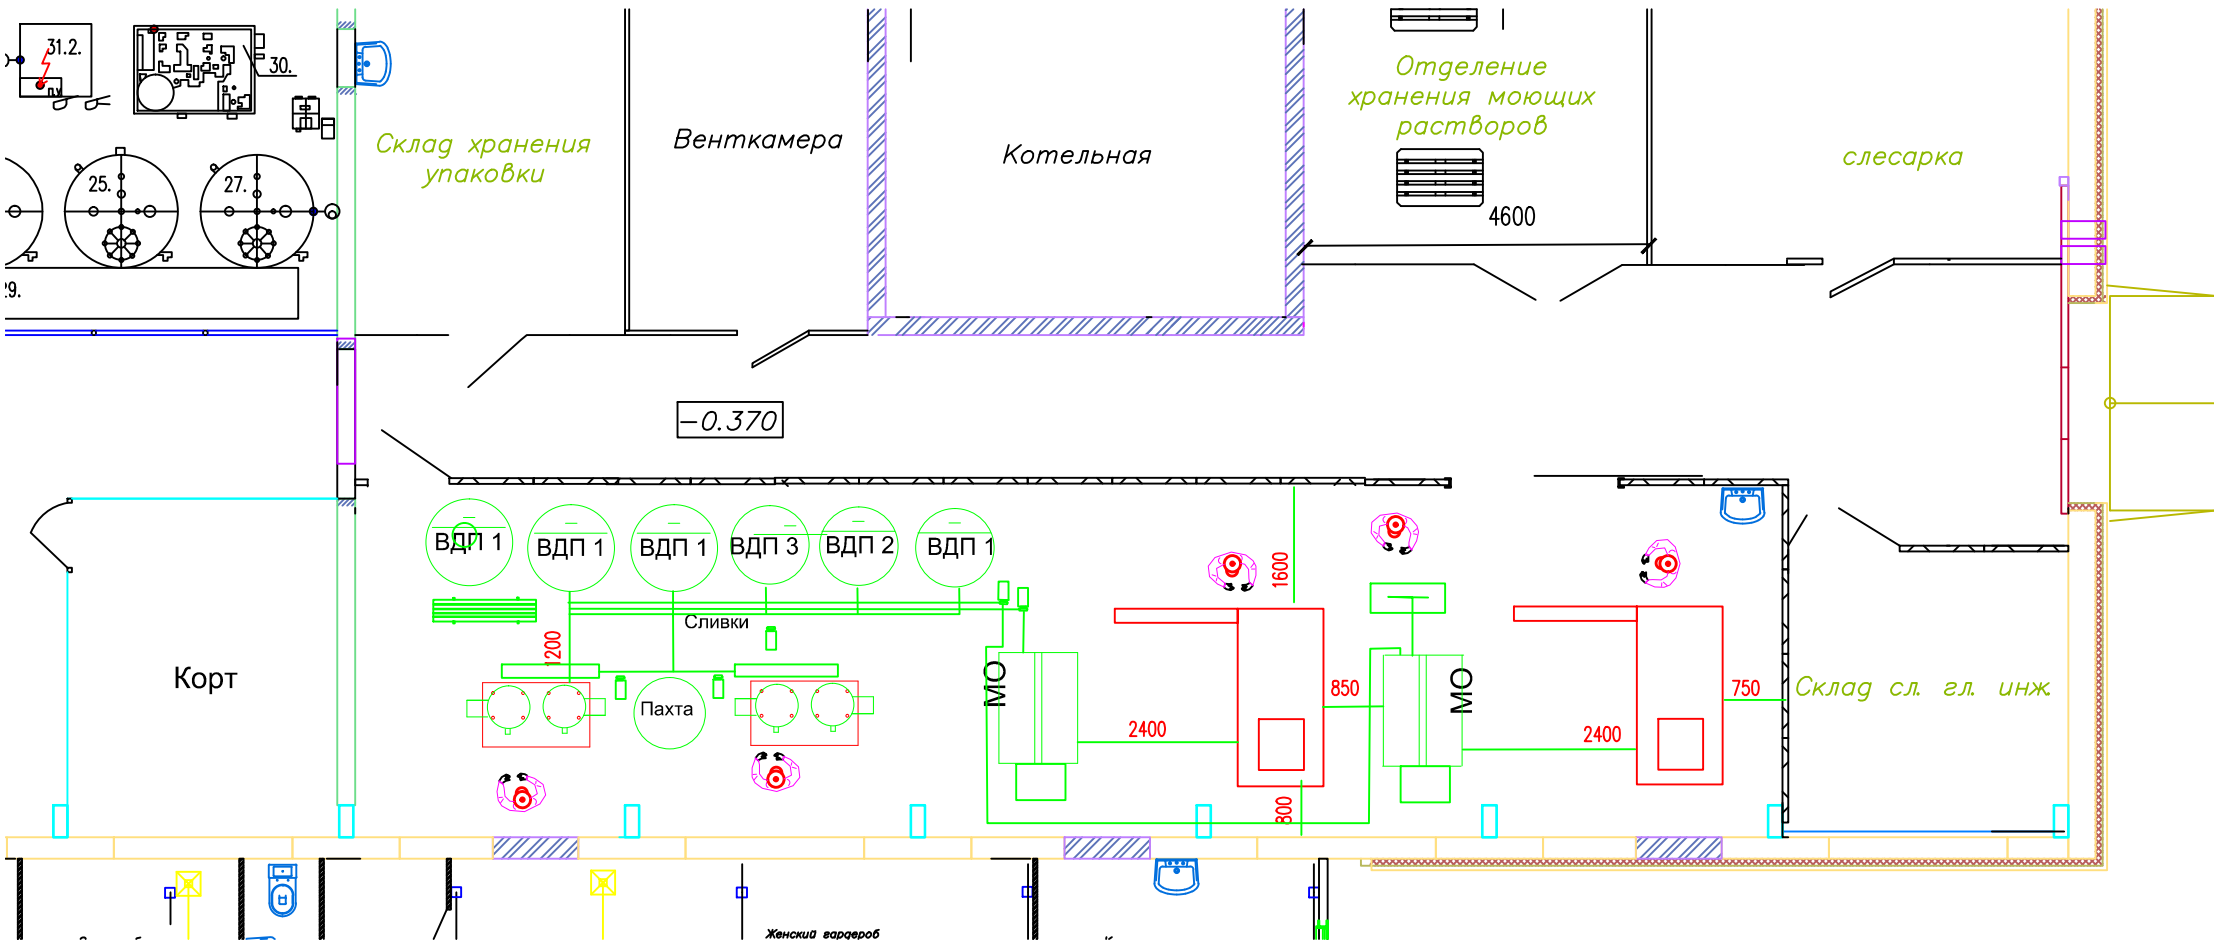 31.2.
п.у
30.
25.
27.
29.
Склад хранения
упаковки
Венткамера
Котельная
Отделение
хранения моющих
растворов
4600
слесарка
-0.370
Корт
ВДП 1
ВДП 1
ВДП 1
ВДП 3
ВДП 2
ВДП 1
Сливки
1200
Пахта
МО
2400
1600
850
800
МО
2400
750
Склад сл. гл. инж.
Женский гардероб